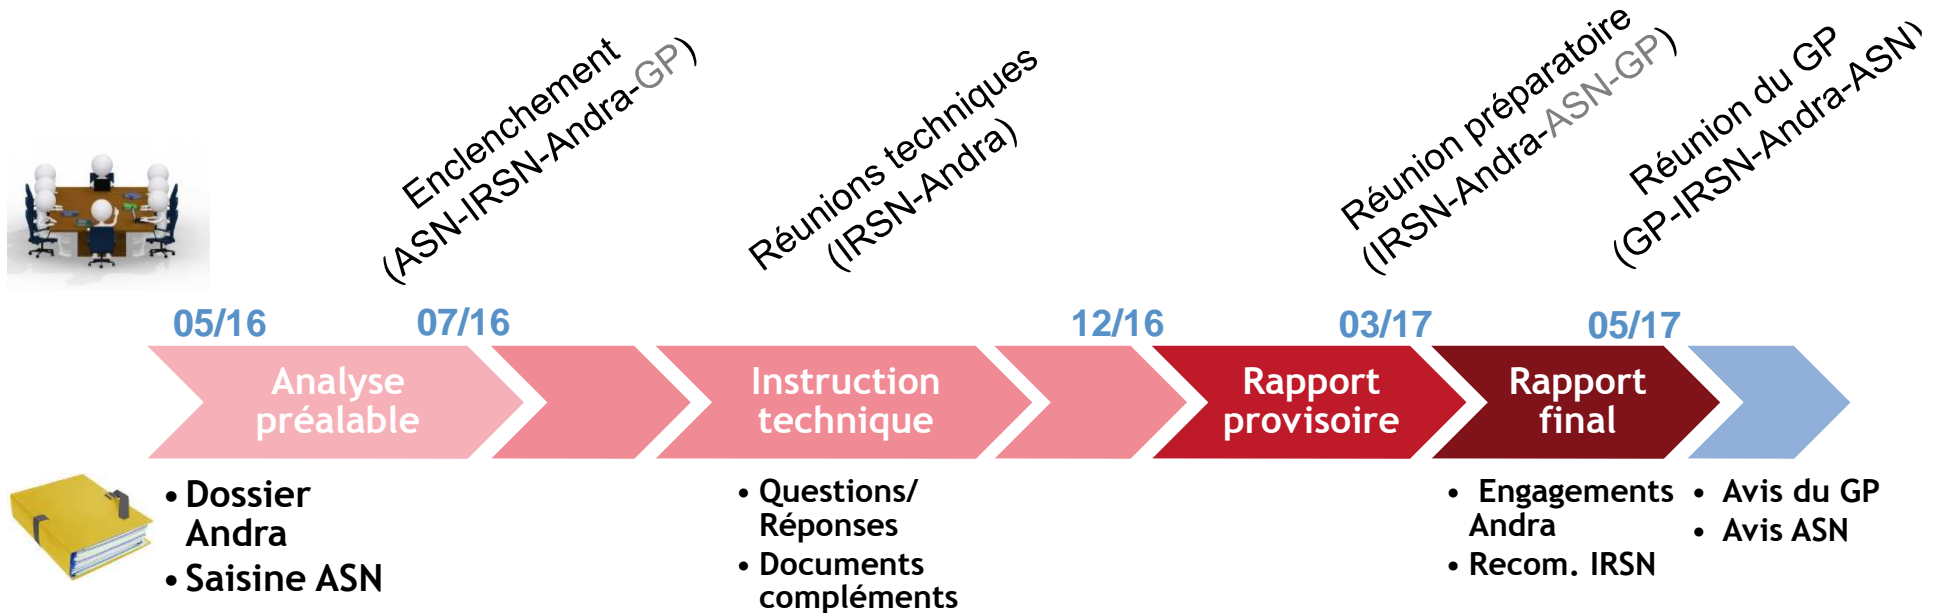 Enclenchement
(ASN-IRSN-Andra-GP)
Réunions techniques
(IRSN-Andra)
Réunion préparatoire
(IRSN-Andra-ASN-GP)
Réunion du GP
(GP-IRSN-Andra-ASN)
05/16
07/16
12/16
03/17
05/17
Analyse
préalable
Instruction
technique
Rapport
provisoire
Rapport
final
• Dossier
Andra
• Saisine ASN
• Questions/
Réponses
• Documents
compléments
• Engagements
Andra
• Recom. IRSN
• Avis du GP
• Avis ASN